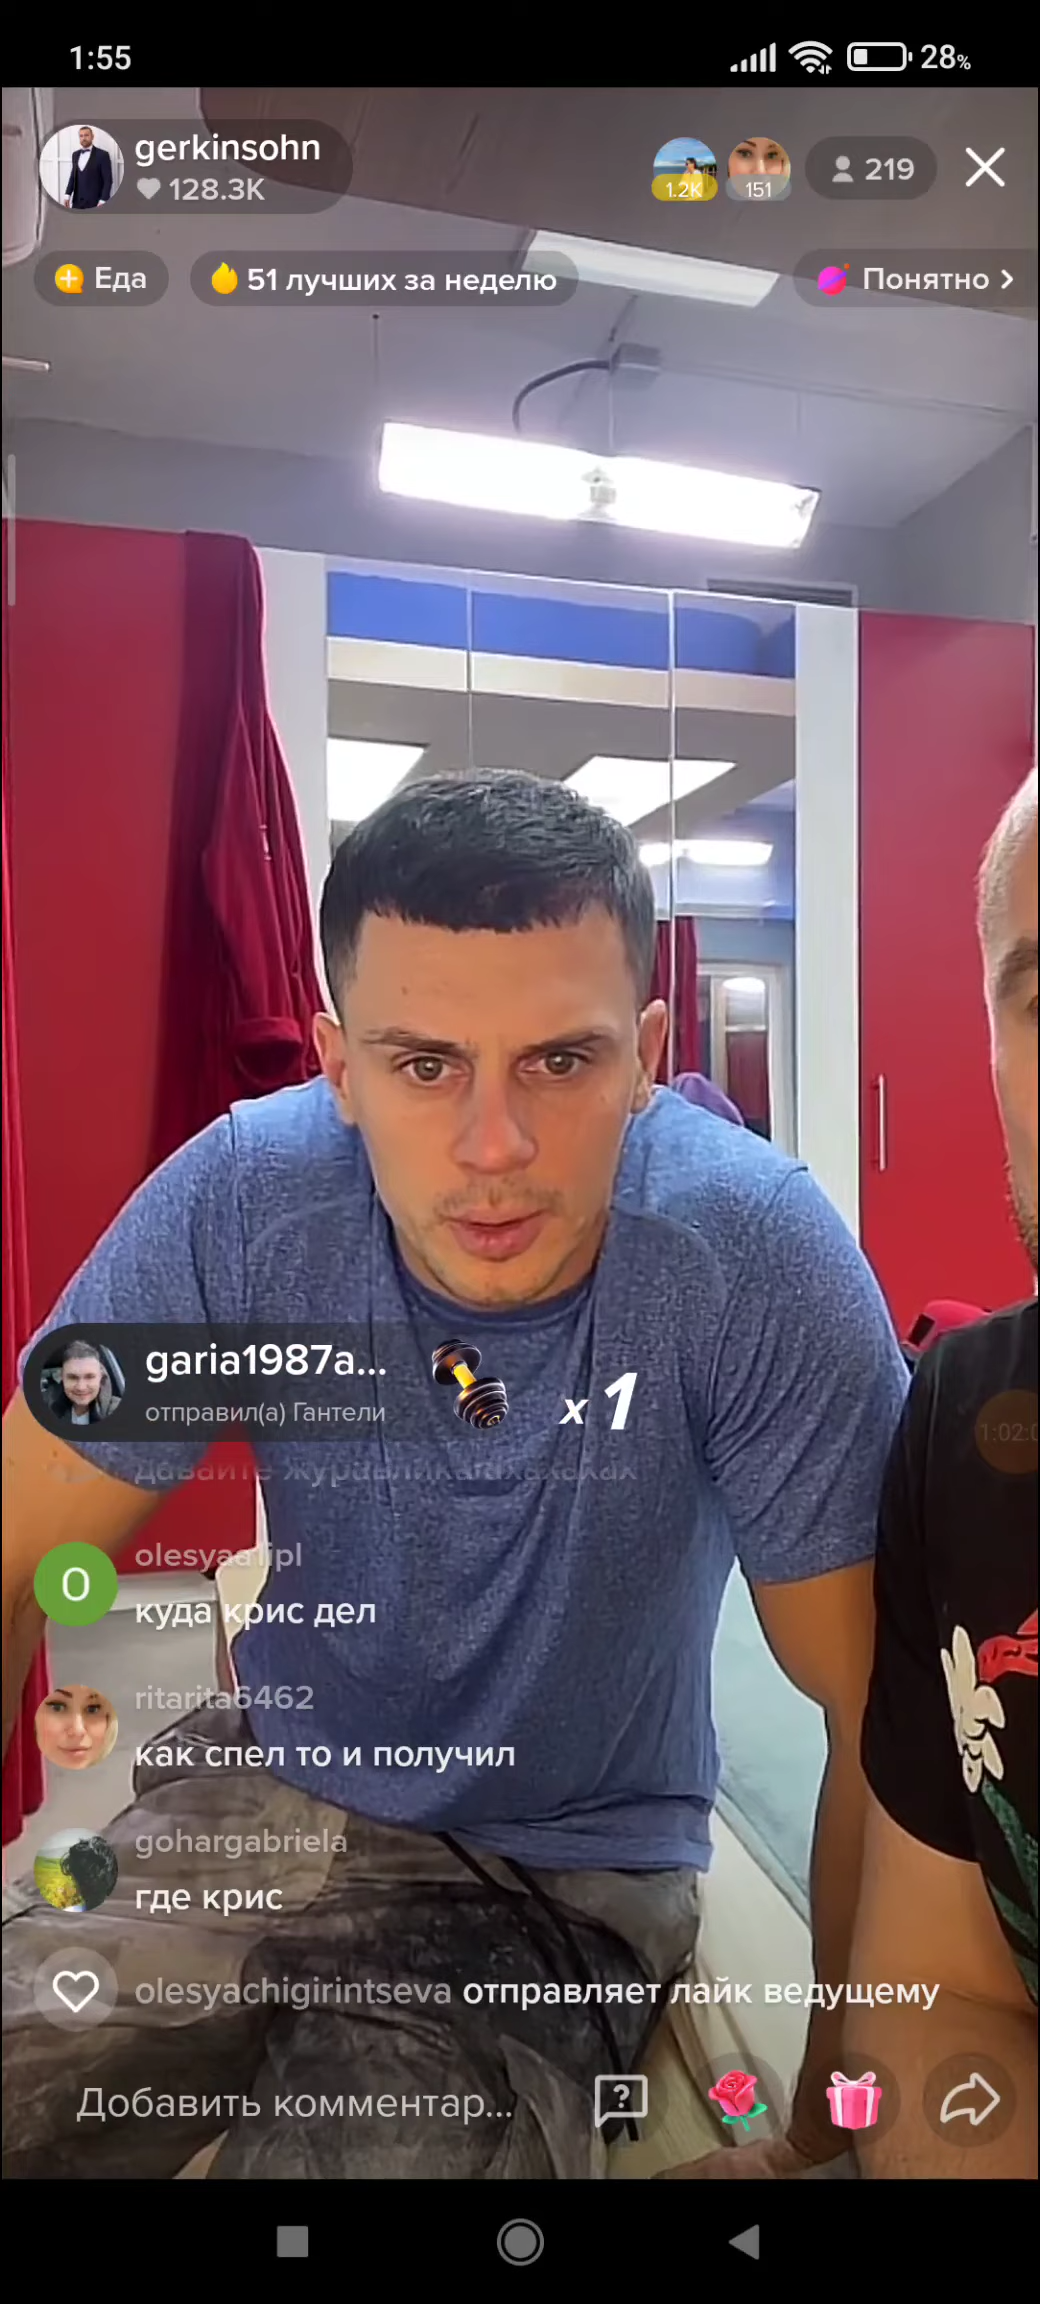 1:55
28%
gerkinsohn
128.3K
1.2K
151
219
Еда
51 лучших за неделю
Понятно
garia1987a...
отправил(а) Гантели
x 1
давайте
olesyaalipl
куда крис дел
ritarita6462
как спел то и получил
gohargabriela
где крис
olesyachigirintseva отправляет лайк ведущему
Добавить комментар...